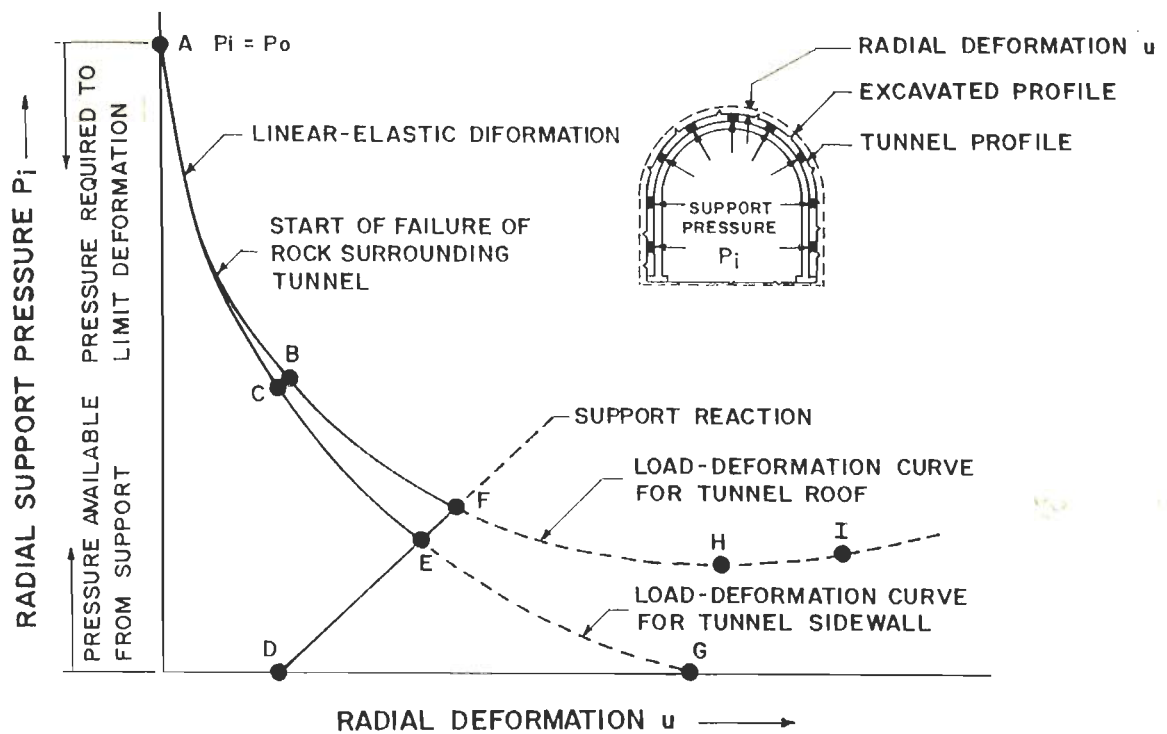 A Pi = Po
LINEAR-ELASTIC DIFORMATION
START OF FAILURE OF
ROCK SURROUNDING
TUNNEL
RADIAL DEFORMATION u
EXCAVATED PROFILE
TUNNEL PROFILE
SUPPORT
PRESSURE
Pi
RADIAL SUPPORT PRESSURE Pi
PRESSURE REQUIRED TO
LIMIT DEFORMATION
PRESSURE AVAILABLE
FROM SUPPORT
B
C
SUPPORT REACTION
LOAD-DEFORMATION CURVE
FOR TUNNEL ROOF
F
E
H
I
LOAD-DEFORMATION CURVE
FOR TUNNEL SIDEWALL
D
G
RADIAL DEFORMATION u